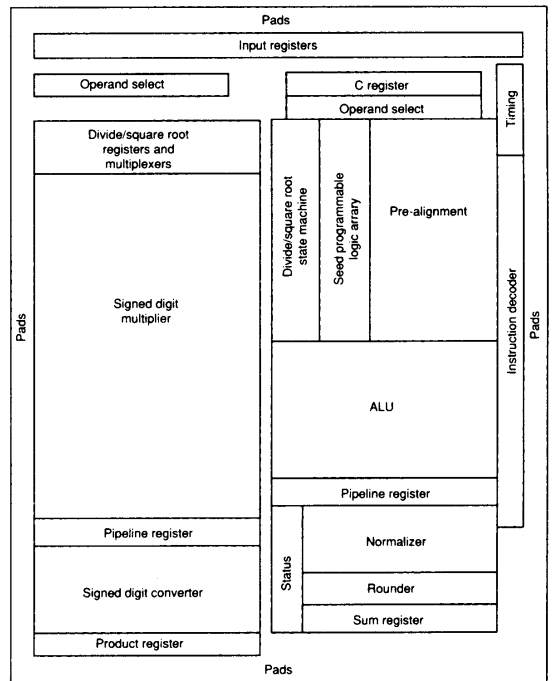 Pads
Input registers
Operand select
C register
Operand select
Timing
Divide/square root
registers and
multiplexers
Divide/square root
state machine
Seed programmable
logic arrary
Pre-alignment
Signed digit
multiplier
Pads
Instruction decoder
Pads
ALU
Pipeline register
Pipeline register
Normalizer
Status
Signed digit converter
Rounder
Sum register
Product register
Pads